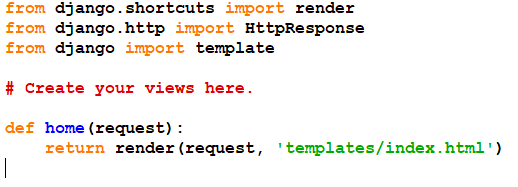 from django.shortcuts import render
from django.http import HttpResponse
from django import template
# Create your views here.
def home(request):
    return render(request, 'templates/index.html')